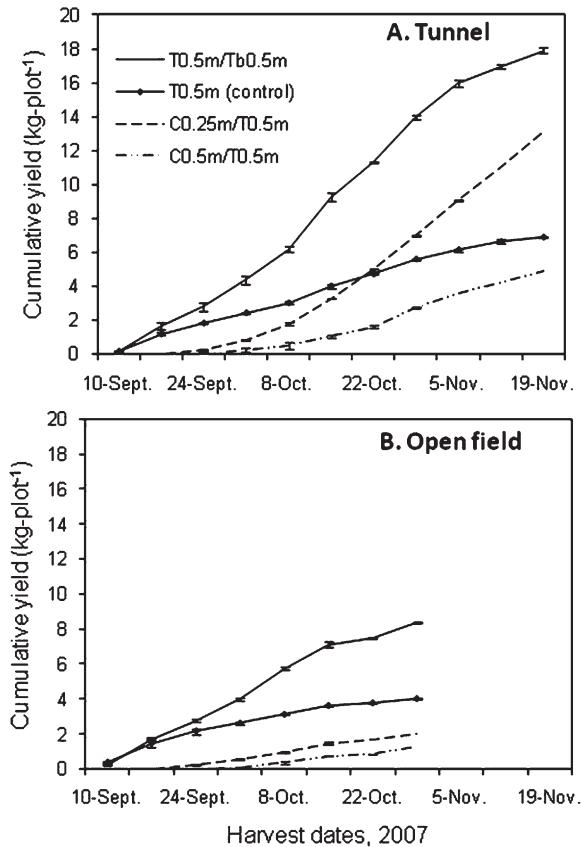 A. Tunnel
T0.5m/Tb0.5m
T0.5m (control)
C0.25m/T0.5m
C0.5m/T0.5m
Cumulative yield (kg-plot-1)
20
18
16
14
12
10
8
6
4
2
0
10-Sept. 24-Sept. 8-Oct. 22-Oct. 5-Nov. 19-Nov.
B. Open field
Cumulative yield (kg-plot-1)
20
18
16
14
12
10
8
6
4
2
0
10-Sept. 24-Sept. 8-Oct. 22-Oct. 5-Nov. 19-Nov.
Harvest dates, 2007